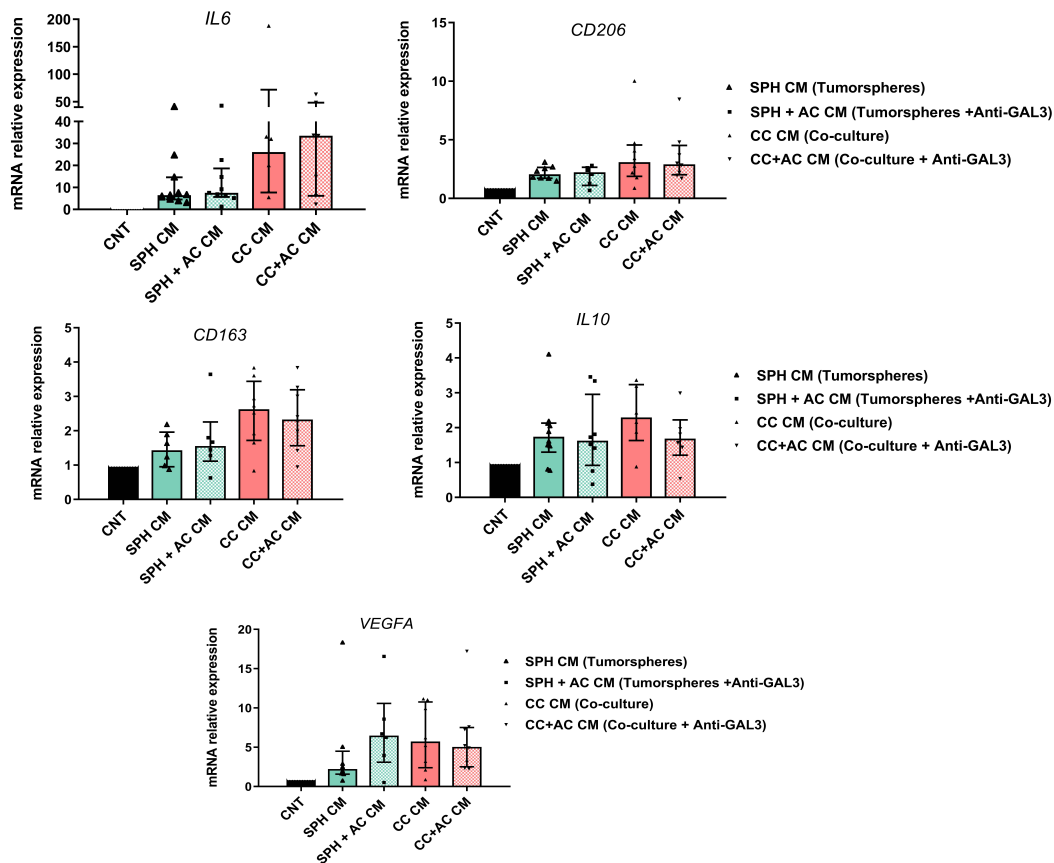 IL6
mRNA relative expression
200
150
100
50
40
30
20
10
0
CNT
SPH CM
SPH + AC CM
CC CM
CC+AC CM
CD206
mRNA relative expression
15
10
5
0
CNT
SPH CM
SPH + AC CM
CC CM
CC+AC CM
SPH CM (Tumorspheres)
SPH + AC CM (Tumorspheres +Anti-GAL3)
CC CM (Co-culture)
CC+AC CM (Co-culture + Anti-GAL3)
CD163
mRNA relative expression
5
4
3
2
1
0
CNT
SPH CM
SPH + AC CM
CC CM
CC+AC CM
IL10
mRNA relative expression
5
4
3
2
1
0
CNT
SPH CM
SPH + AC CM
CC CM
CC+AC CM
SPH CM (Tumorspheres)
SPH + AC CM (Tumorspheres +Anti-GAL3)
CC CM (Co-culture)
CC+AC CM (Co-culture + Anti-GAL3)
VEGFA
mRNA relative expression
20
15
10
5
0
CNT
SPH CM
SPH + AC CM
CC CM
CC+AC CM
SPH CM (Tumorspheres)
SPH + AC CM (Tumorspheres +Anti-GAL3)
CC CM (Co-culture)
CC+AC CM (Co-culture + Anti-GAL3)